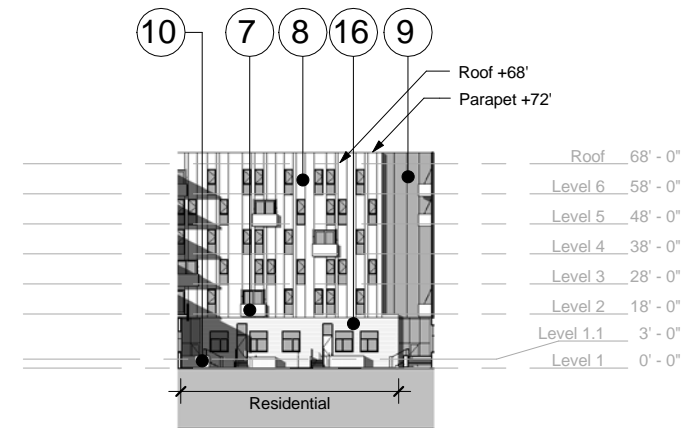 10 7 8 16 9
Roof +68'
Parapet +72'
Roof 68' - 0"
Level 6 58' - 0"
Level 5 48' - 0"
Level 4 38' - 0"
Level 3 28' - 0"
Level 2 18' - 0"
Level 1.1 3' - 0"
Level 1 0' - 0"
Residential